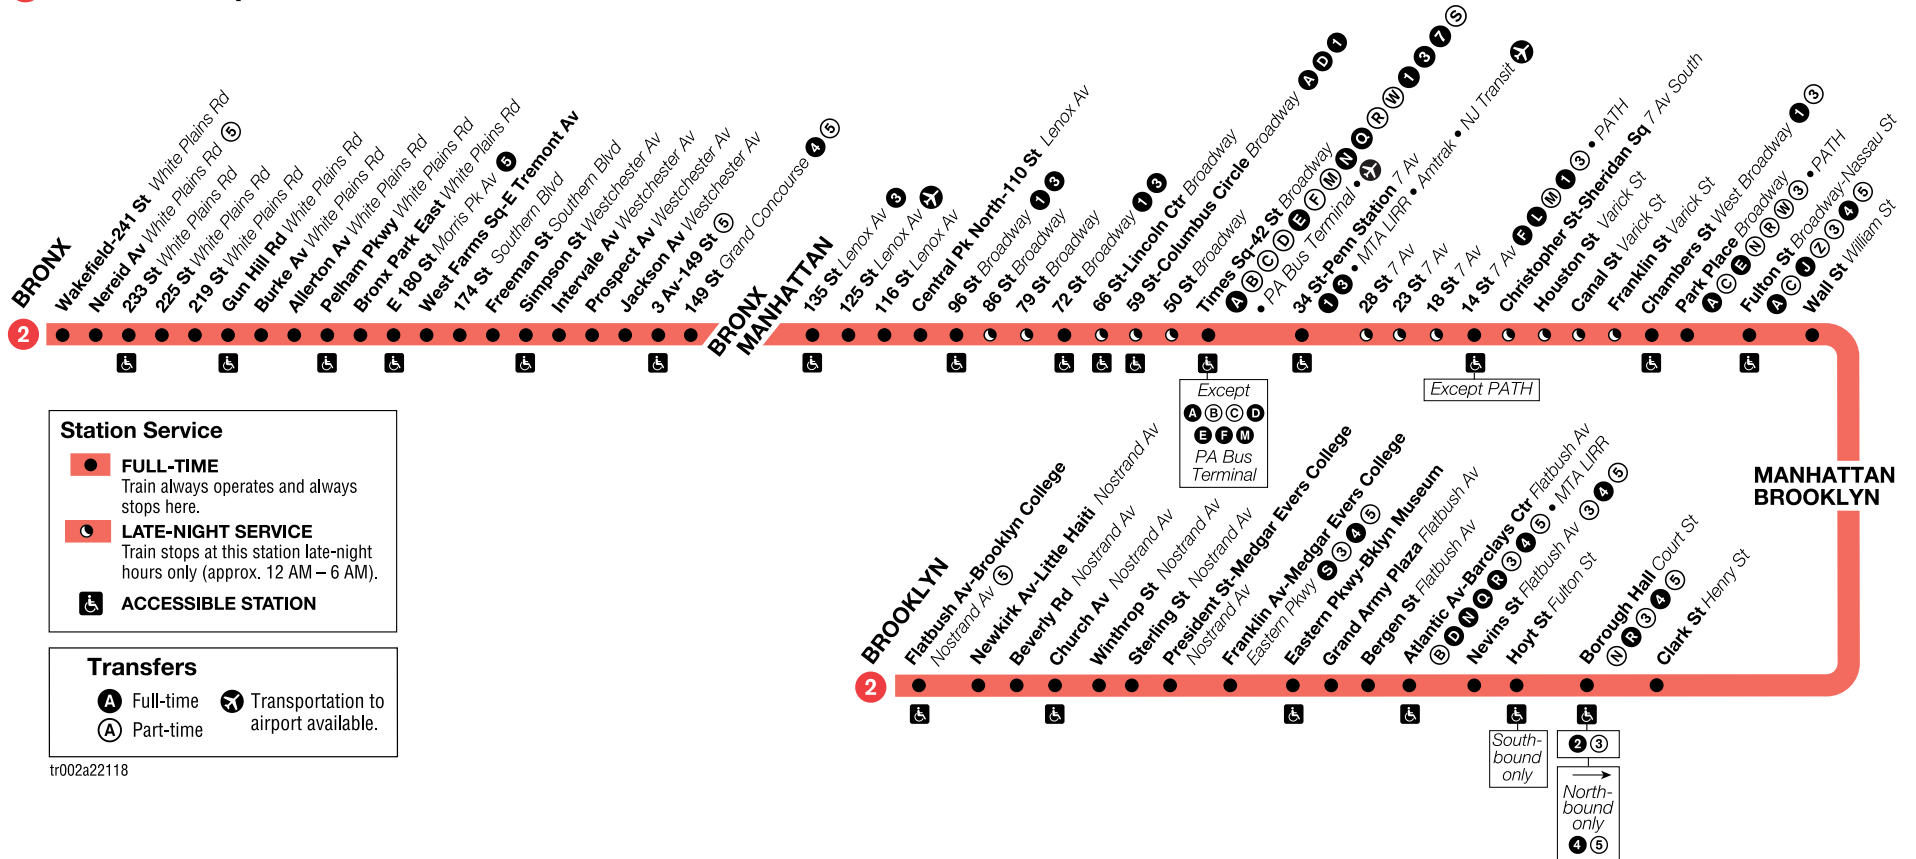 BRONX
Wakefield-241 St White Plains Rd
Nereid Av White Plains Rd 5
233 St White Plains Rd
225 St White Plains Rd
219 St White Plains Rd
Gun Hill Rd White Plains Rd
Burke Av White Plains Rd
Allerton Av White Plains Rd
Pelham Pkwy White Plains Rd
Bronx Park East White Plains Rd
E 180 St Morris Pk Av 5
West Farms Sq-E Tremont Av
174 St Southern Blvd
Freeman St Southern Blvd
Simpson St Westchester Av
Intervale Av Westchester Av
Prospect Av Westchester Av
Jackson Av Westchester Av
3 Av-149 St 5
149 St Grand Concourse 4 5
BRONX
MANHATTAN
MANHATTAN
135 St Lenox Av 3
125 St Lenox Av
116 St Lenox Av
Central Pk North-110 St Lenox Av
96 St Broadway 1 3
86 St Broadway
79 St Broadway
72 St Broadway 1 3
66 St-Lincoln Ctr Broadway
59 St-Columbus Circle Broadway A D 1
50 St Broadway
Times Sq-42 St Broadway
A B C D E F M N Q R W 1 3 7 S
• PA Bus Terminal •
34 St-Penn Station 7 Av
1 3 • MTA LIRR • Amtrak • NJ Transit
28 St 7 Av
23 St 7 Av
18 St 7 Av
14 St 7 Av F L M 1 3 • PATH
Christopher St-Sheridan Sq 7 Av South
Houston St Varick St
Canal St Varick St
Franklin St Varick St
Chambers St West Broadway 1 3
Park Place Broadway
A C E N R W 3 • PATH
Fulton St Broadway-Nassau St
A C J Z 3 4 5
Wall St William St
2
Except
A B C D
E F M
PA Bus
Terminal
Except PATH
MANHATTAN
BROOKLYN
Station Service
FULL-TIME
Train always operates and always
stops here.
LATE-NIGHT SERVICE
Train stops at this station late-night
hours only (approx. 12 AM – 6 AM).
ACCESSIBLE STATION
Transfers
A Full-time
A Part-time
Transportation to
airport available.
tr002a22118
BROOKLYN
Flatbush Av-Brooklyn College
Nostrand Av 5
Newkirk Av-Little Haiti Nostrand Av
Beverly Rd Nostrand Av
Church Av Nostrand Av
Winthrop St Nostrand Av
Sterling St Nostrand Av
President St-Medgar Evers College
Nostrand Av
Franklin Av-Medgar Evers College
Eastern Pkwy S 3 4 5
Eastern Pkwy-Bklyn Museum
Grand Army Plaza Flatbush Av
Bergen St Flatbush Av
Atlantic Av-Barclays Ctr Flatbush Av
B D N Q R 3 4 5 • MTA LIRR
Nevins St Flatbush Av 3 4 5
Hoyt St Fulton St
Borough Hall Court St
N R 3 4 5
Clark St Henry St
2
South-
bound
only
2 3
North-
bound
only
4 5